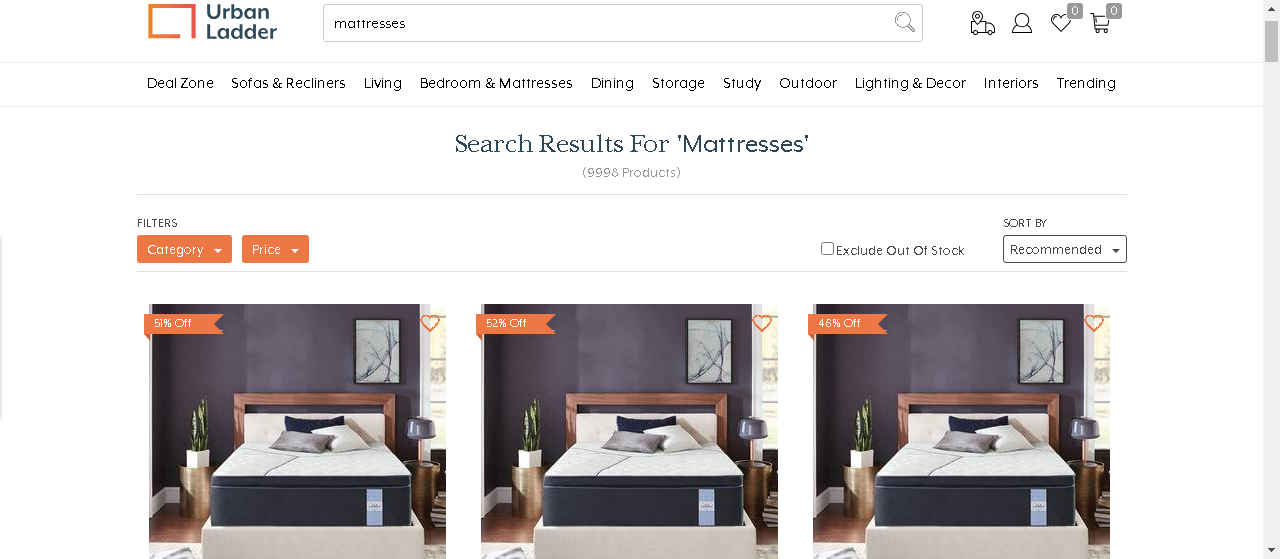 Urban
Ladder
mattresses
0
0
Deal Zone Sofas & Recliners Living Bedroom & Mattresses Dining Storage Study Outdoor Lighting & Decor Interiors Trending
Search Results For 'Mattresses'
(9998 Products)
FILTERS
SORT BY
Category
Price
Exclude Out Of Stock
Recommended
51% Off
52% Off
46% Off